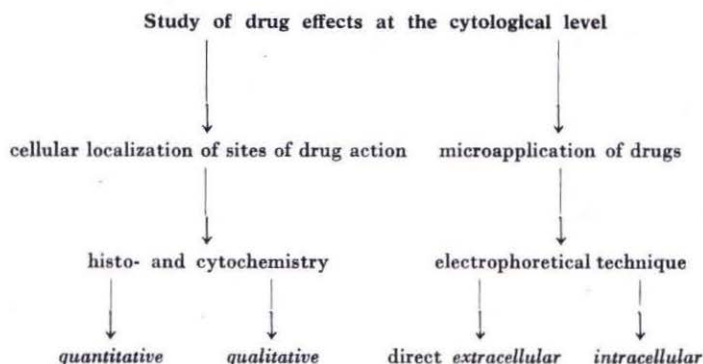 Study of drug effects at the cytological level
cellular localization of sites of drug action microapplication of drugs
histo- and cytochemistry electrophoretical technique
quantitative qualitative direct extracellular intracellular